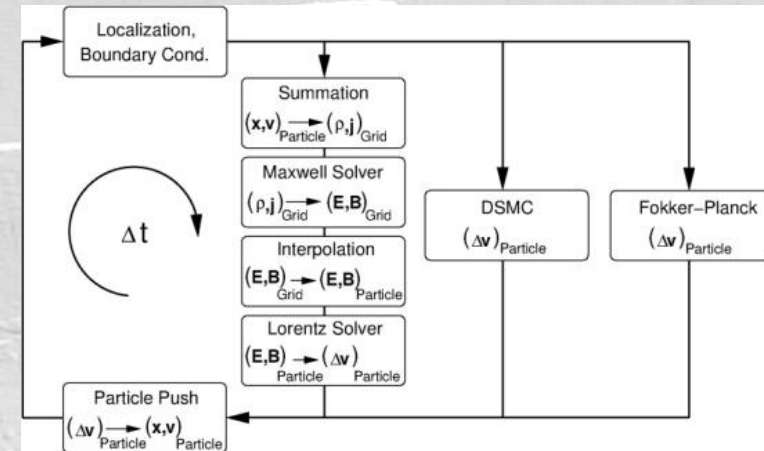 Localization,
Boundary Cond.
Summation
(x,v)Particle → (ρ,j)Grid
Maxwell Solver
(ρ,j)Grid → (E,B)Grid
Interpolation
(E,B)Grid → (E,B)Particle
Lorentz Solver
(E,B)Particle → (Δv)Particle
DSMC
(Δv)Particle
Fokker–Planck
(Δv)Particle
Δt
Particle Push
(Δv)Particle → (x,v)Particle